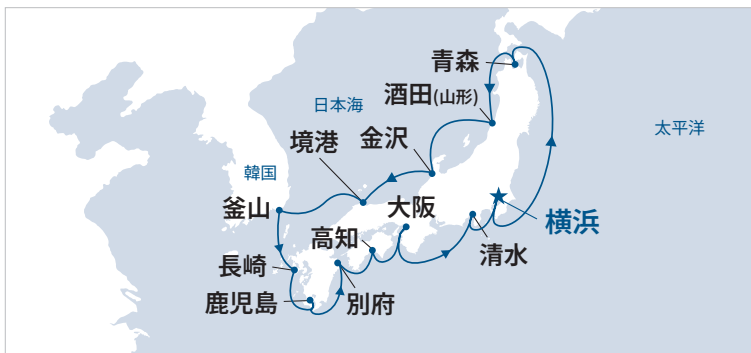 青森
酒田(山形)
日本海
金沢
太平洋
境港
韓国
釜山
大阪
横浜
高知
清水
長崎
鹿児島
別府